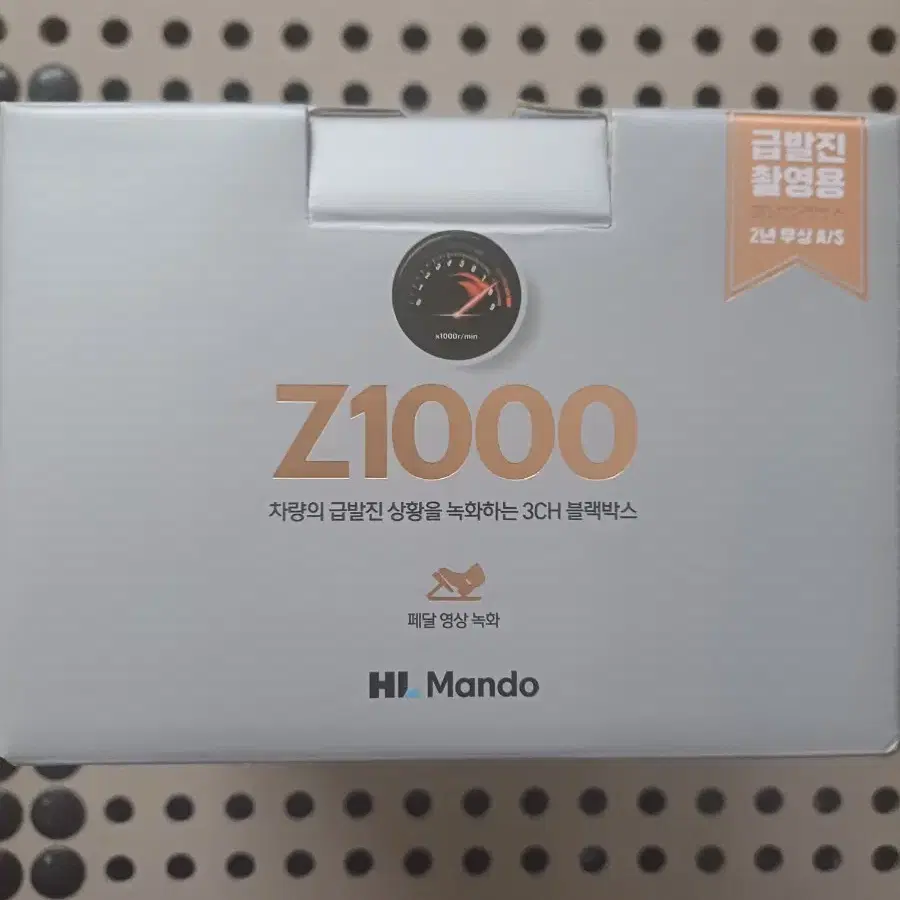 급발진
촬영용
2년 무상 A/S
x1000r/min
Z1000
차량의 급발진 상황을 녹화하는 3CH 블랙박스
페달 영상 녹화
HL Mando